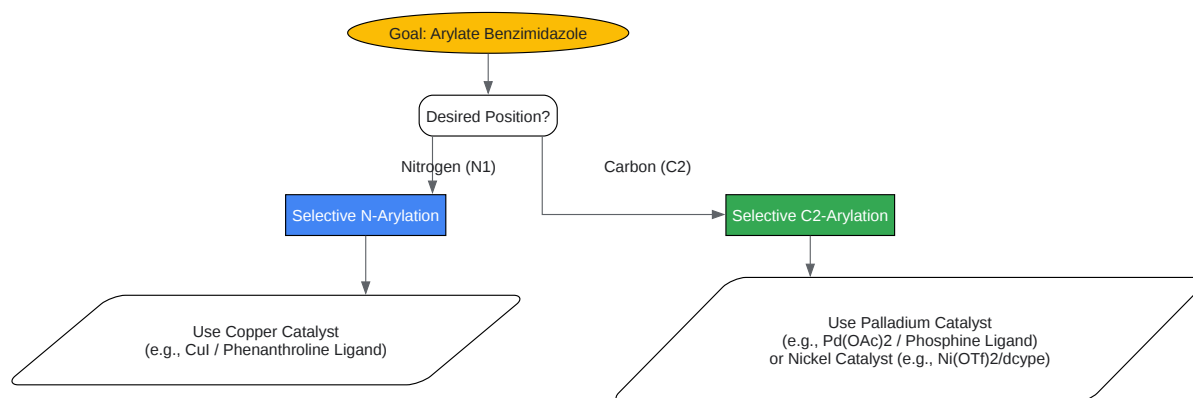 Goal: Arylate Benzimidazole
Desired Position?
Nitrogen (N1)
Carbon (C2)
Selective N-Arylation
Selective C2-Arylation
Use Copper Catalyst
(e.g., CuI / Phenanthroline Ligand)
Use Palladium Catalyst
(e.g., Pd(OAc)2 / Phosphine Ligand)
or Nickel Catalyst (e.g., Ni(OTf)2/dcype)